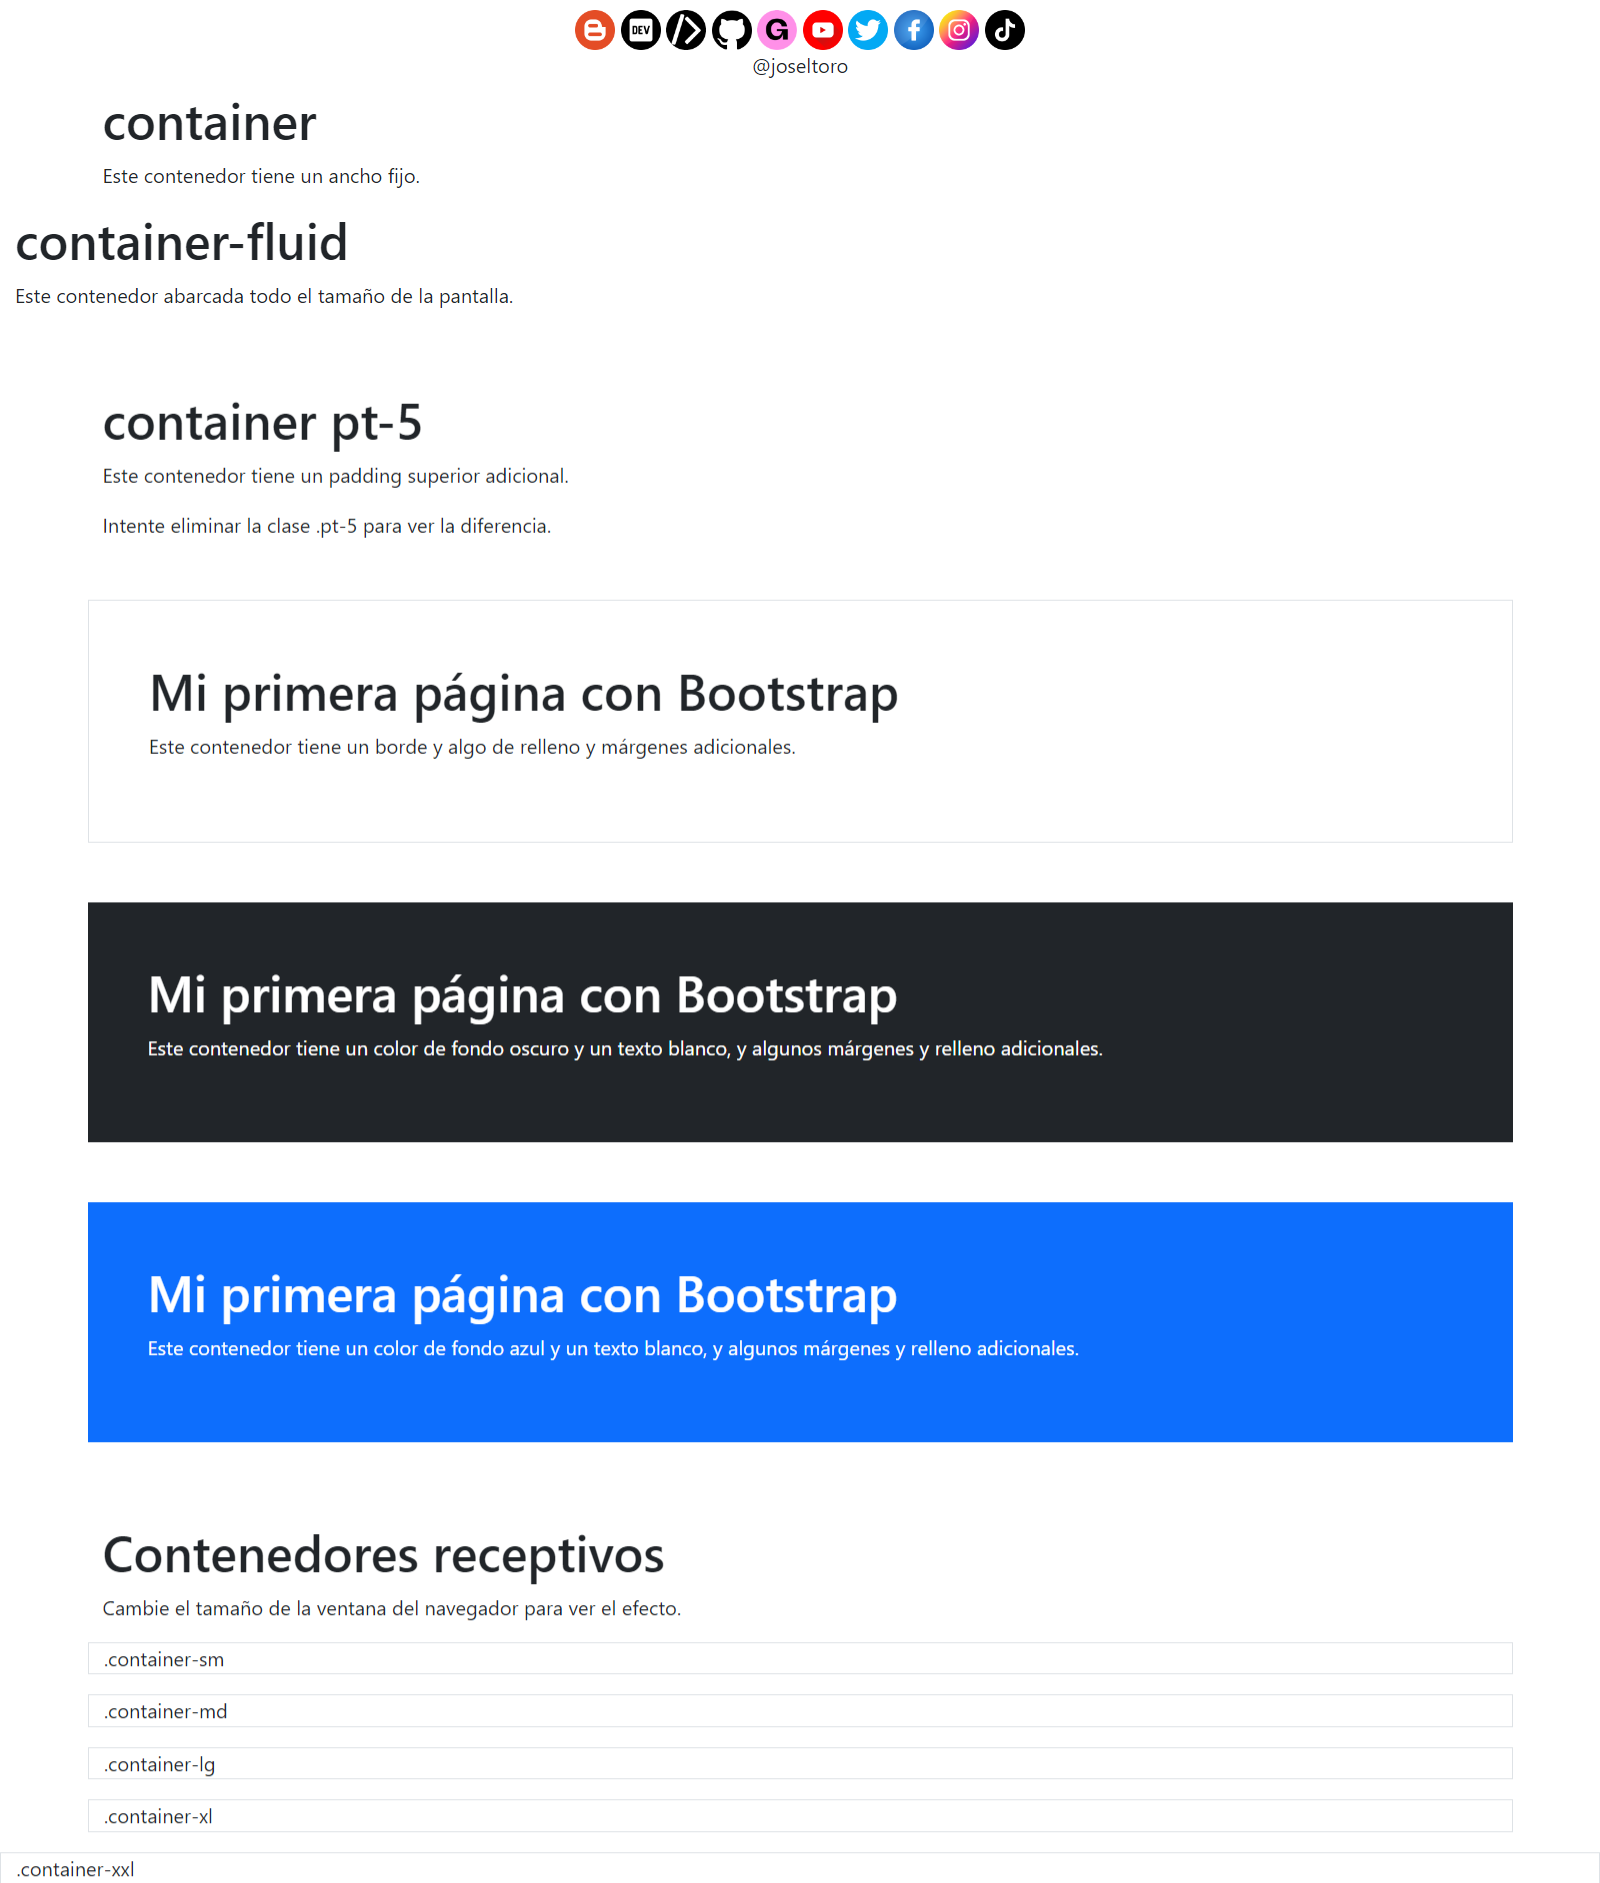 DEV G
@joseltoro
container
Este contenedor tiene un ancho fijo.
container-fluid
Este contenedor abarcada todo el tamaño de la pantalla.
container pt-5
Este contenedor tiene un padding superior adicional.
Intente eliminar la clase .pt-5 para ver la diferencia.
Mi primera página con Bootstrap
Este contenedor tiene un borde y algo de relleno y márgenes adicionales.
Mi primera página con Bootstrap
Este contenedor tiene un color de fondo oscuro y un texto blanco, y algunos márgenes y relleno adicionales.
Mi primera página con Bootstrap
Este contenedor tiene un color de fondo azul y un texto blanco, y algunos márgenes y relleno adicionales.
Contenedores receptivos
Cambie el tamaño de la ventana del navegador para ver el efecto.
.container-sm
.container-md
.container-lg
.container-xl
.container-xxl